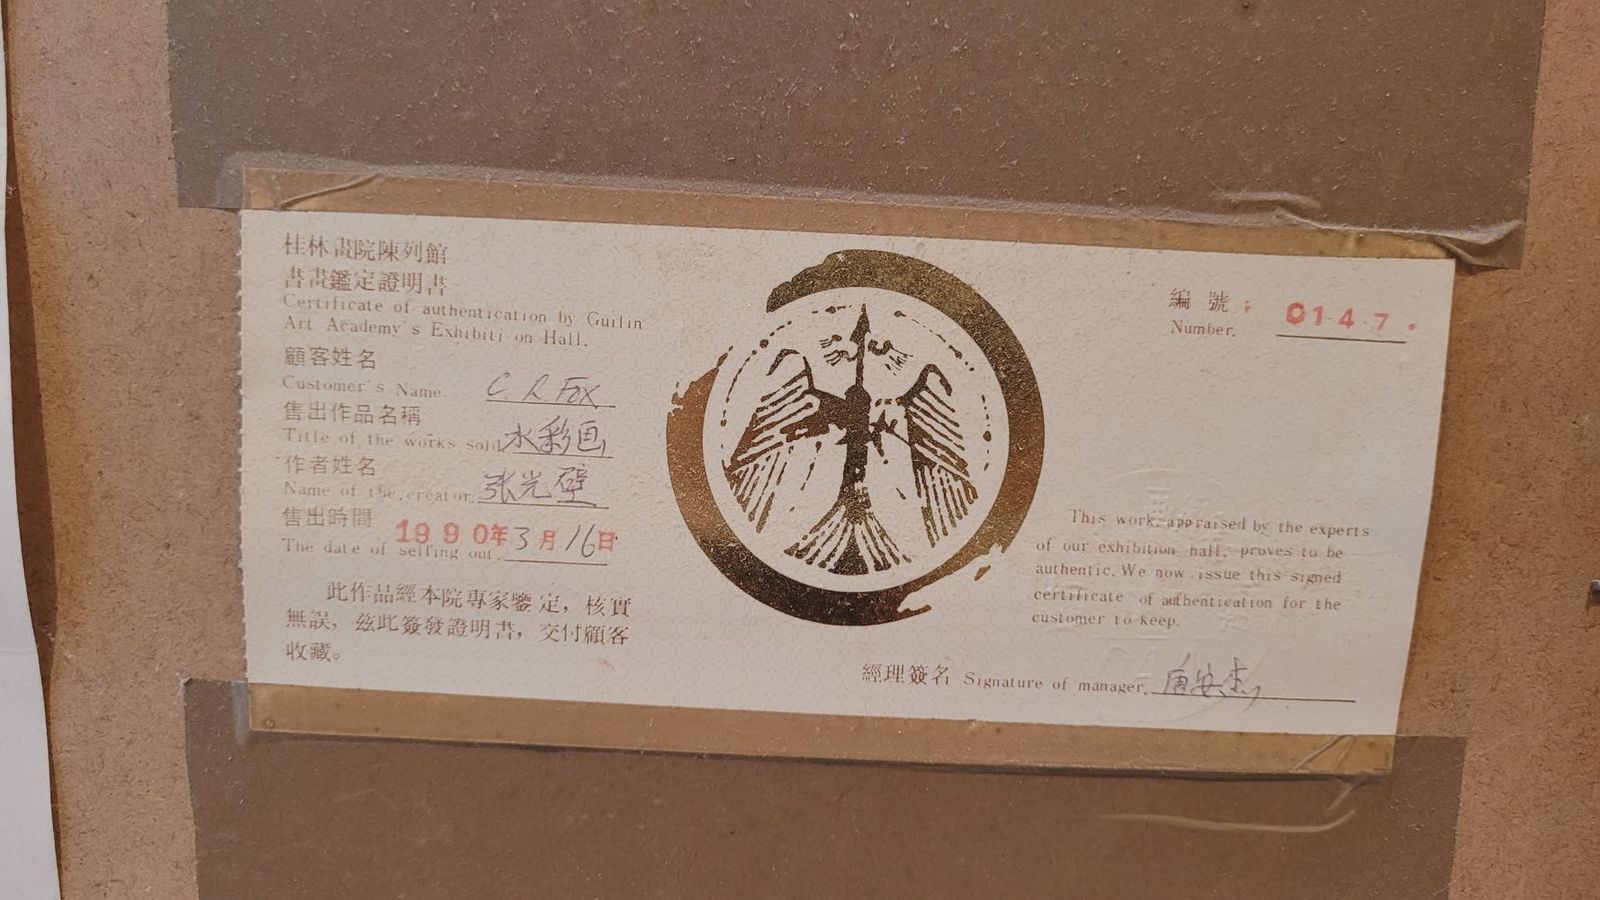 桂林畫院陳列館
書畫鑑定證明書
Certificate of authentication by Guilin
Art Academy's Exhibiti on Hall.
顧客姓名
Customer's Name. C. R. Fox
售出作品名稱
Title of the works sold 水彩画
作者姓名
Name of the creator. 张光壁
售出時間
The date of selling out. 1990年3月16日
此作品經本院專家鑒定，核實
無誤，兹此簽發證明書，交付顧客
收藏。
編號：0147.
Number.
This work, appraised by the experts
of our exhibition hall, proves to be
authentic. We now issue this signed
certificate of authentication for the
customer to keep.
經理簽名 Signature of manager.